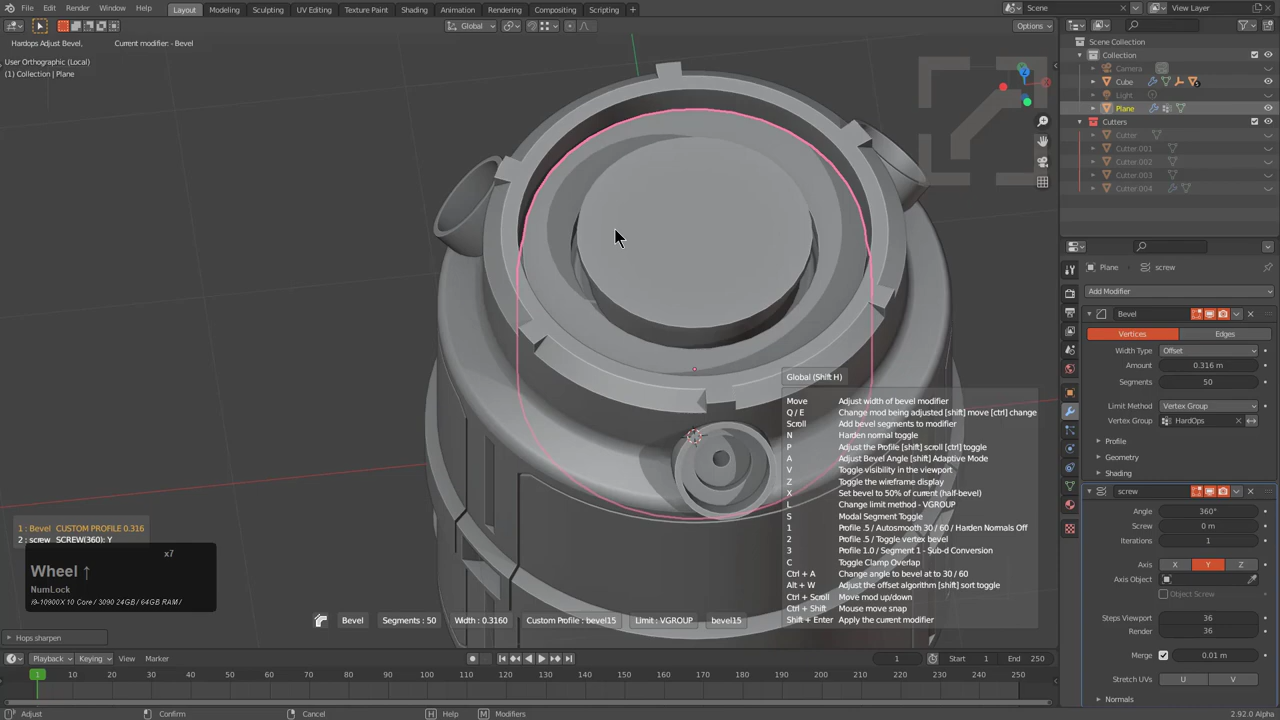 File Edit Render Window Help
Layout Modeling Sculpting UV Editing Texture Paint Shading Animation Rendering Compositing Scripting +
Scene
View Layer
Global
Options
Hardops Adjust Bevel, Current modifier: - Bevel
User Orthographic (Local)
(1) Collection | Plane
Scene Collection
Collection
Camera
Cube
Light
Plane
Cutters
Cutter
Cutter.001
Cutter.002
Cutter.003
Cutter.004
Plane > screw
Add Modifier
Bevel
Vertices Edges
Width Type Offset
Amount 0.316 m
Segments 50
Limit Method Vertex Group
Vertex Group HardOps
Profile
Geometry
Shading
screw
Angle 360°
Screw 0 m
Iterations 1
Axis X Y Z
Axis Object
Object Screw
Steps Viewport 36
Render 36
Merge 0.01 m
Stretch UVs U V
Normals
Global (Shift H)
Move Adjust width of bevel modifier
Q / E Change mod being adjusted [shift] move [ctrl] change
Scroll Add bevel segments to modifier
N Harden normal toggle
P Adjust the Profile [shift] scroll [ctrl] toggle
A Adjust Bevel Angle [shift] Adaptive Mode
V Toggle visibility in the viewport
Z Toggle the wireframe display
X Set bevel to 50% of current (half-bevel)
L Change limit method - VGROUP
S Modal Segment Toggle
1 Profile .5 / Autosmooth 30 / 60 / Harden Normals Off
2 Profile .5 / Toggle vertex bevel
3 Profile 1.0 / Segment 1 - Sub-d Conversion
C Toggle Clamp Overlap
Ctrl + A Change angle to bevel at to 30 / 60
Alt + W Adjust the offset algorithm [shift] sort toggle
Ctrl + Scroll Move mod up/down
Ctrl + Shift Mouse move snap
Shift + Enter Apply the current modifier
1 : Bevel CUSTOM PROFILE 0.316
2 : screw SCREW(360): Y
x7
Wheel ↑
NumLock
i9-10900X 10 Core / 3090 24GB / 64GB RAM /
Bevel Segments : 50 Width : 0.3160 Custom Profile : bevel15 Limit : VGROUP bevel15
Hops sharpen
Playback Keying View Marker
1 Start 1 End 250
1 10 20 30 40 50 60 70 80 90 100 110 120 130 140 150 160 170 180 190 200 210 220 230 240 250
Adjust Confirm Cancel H Help M Modifiers
2.92.0 Alpha